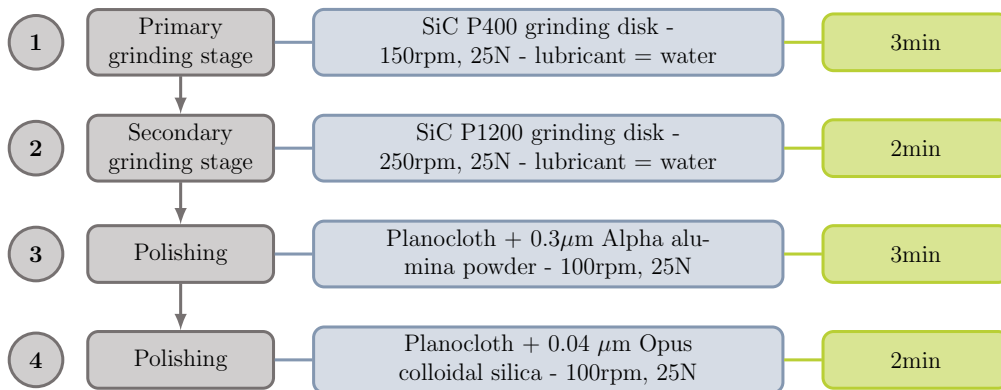 1
Primary
grinding stage
SiC P400 grinding disk -
150rpm, 25N - lubricant = water
3min
2
Secondary
grinding stage
SiC P1200 grinding disk -
250rpm, 25N - lubricant = water
2min
3
Polishing
Planocloth + 0.3μm Alpha alu-
mina powder - 100rpm, 25N
3min
4
Polishing
Planocloth + 0.04 μm Opus
colloidal silica - 100rpm, 25N
2min